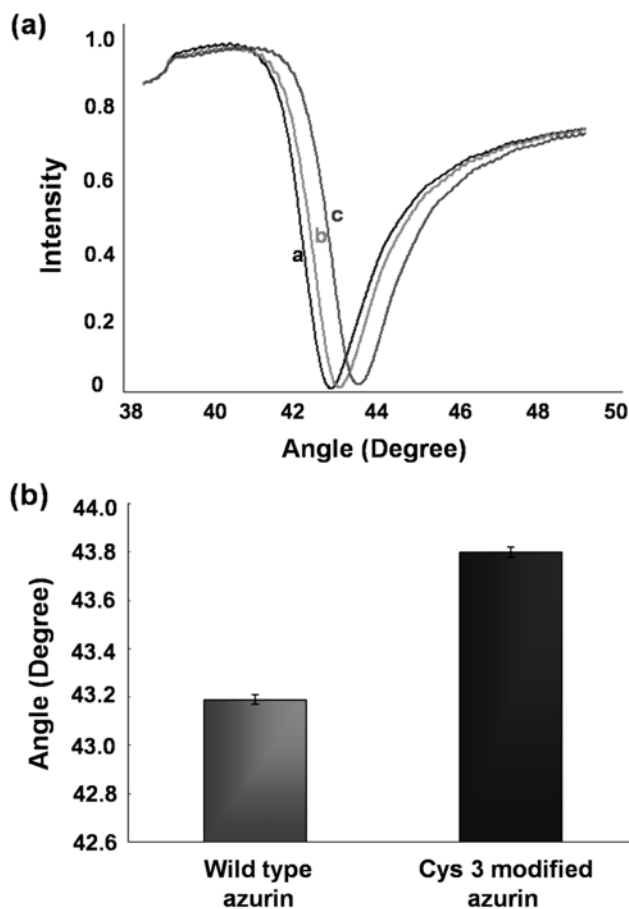 (a)
1.0
0.8
0.6
0.4
0.2
0
Intensity
a
b
c
38 40 42 44 46 48 50
Angle (Degree)
(b)
44.0
43.8
43.6
43.4
43.2
43.0
42.8
42.6
Angle (Degree)
Wild type
azurin
Cys 3 modified
azurin